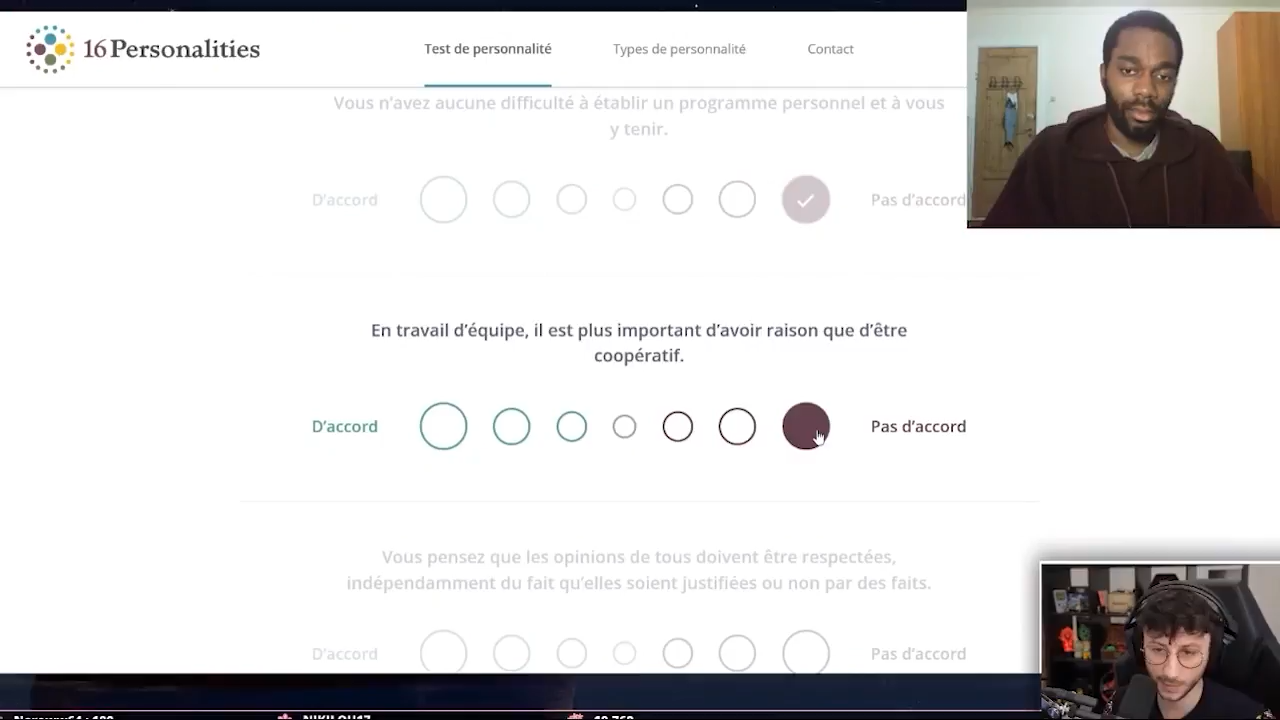 16Personalities
Test de personnalité
Types de personnalité
Contact
Vous n'avez aucune difficulté à établir un programme personnel et à vous
y tenir.
D'accord
Pas d'accord
En travail d’équipe, il est plus important d’avoir raison que d’être
coopératif.
D’accord
Pas d’accord
Vous pensez que les opinions de tous doivent être respectées,
indépendamment du fait qu’elles soient justifiées ou non par des faits.
D’accord
Pas d’accord